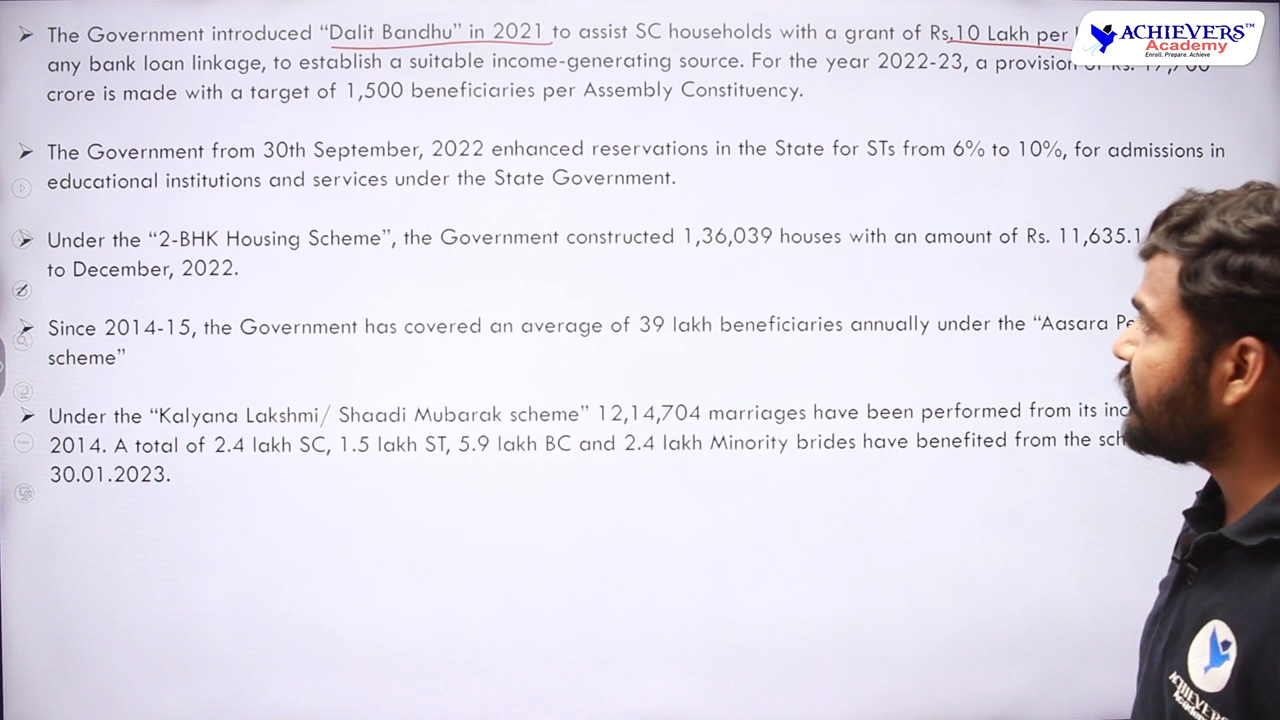 ➢ The Government introduced “Dalit Bandhu” in 2021 to assist SC households with a grant of Rs.10 Lakh per
any bank loan linkage, to establish a suitable income-generating source. For the year 2022-23, a provision of Rs.
crore is made with a target of 1,500 beneficiaries per Assembly Constituency.
➢ The Government from 30th September, 2022 enhanced reservations in the State for STs from 6% to 10%, for admissions in
educational institutions and services under the State Government.
➢ Under the “2-BHK Housing Scheme”, the Government constructed 1,36,039 houses with an amount of Rs. 11,635.1
to December, 2022.
➢ Since 2014-15, the Government has covered an average of 39 lakh beneficiaries annually under the “Aasara
scheme”
➢ Under the “Kalyana Lakshmi/ Shaadi Mubarak scheme” 12,14,704 marriages have been performed from its
2014. A total of 2.4 lakh SC, 1.5 lakh ST, 5.9 lakh BC and 2.4 lakh Minority brides have benefited from the
30.01.2023.
ACHIEVERS™
Academy
Enroll. Prepare. Achieve
ACHIEVERS
Academy